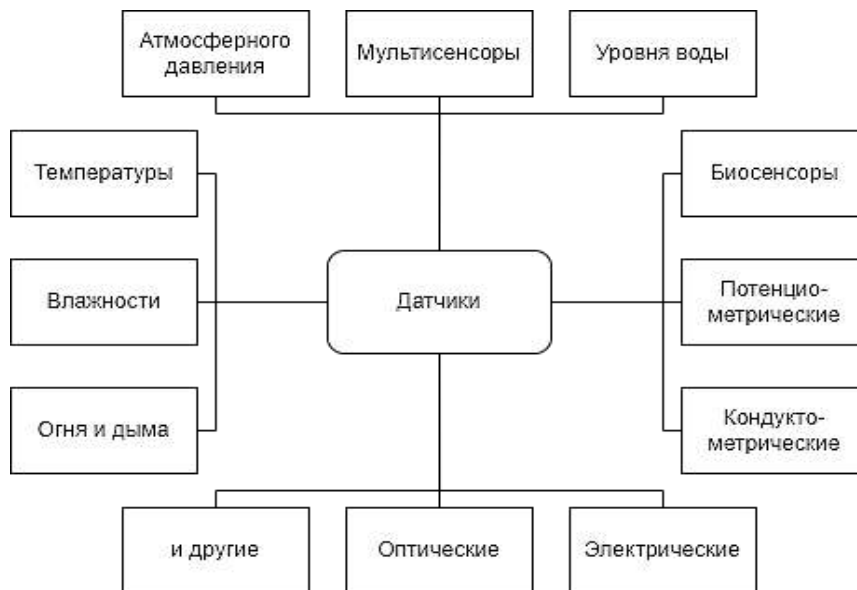 Атмосферного
давления
Мультисенсоры
Уровня воды
Температуры
Биосенсоры
Влажности
Датчики
Потенцио-
метрические
Огня и дыма
Кондукто-
метрические
и другие
Оптические
Электрические